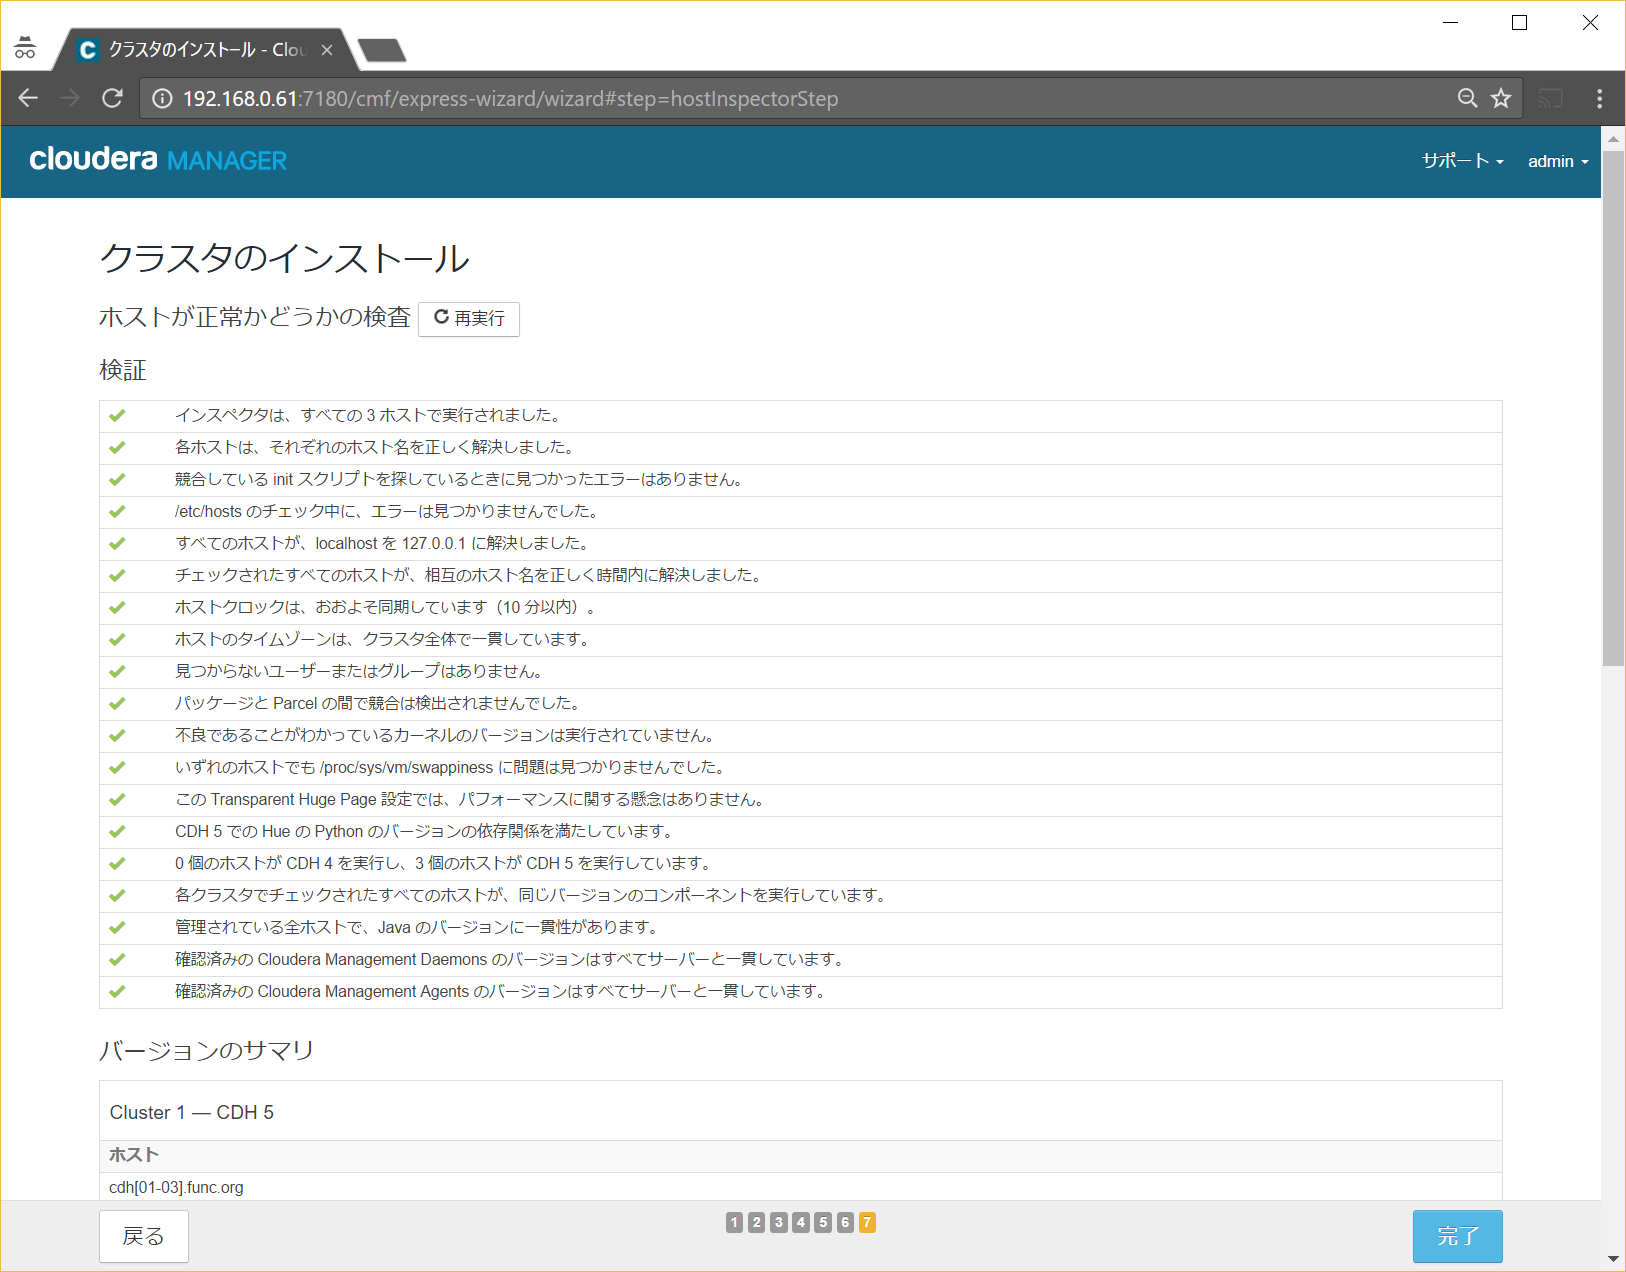 クラスタのインストール - Clou
192.168.0.61:7180/cmf/express-wizard/wizard#step=hostInspectorStep
cloudera MANAGER
サポート
admin
クラスタのインストール
ホストが正常かどうかの検査
再実行
検証
インスペクタは、すべての 3 ホストで実行されました。
各ホストは、それぞれのホスト名を正しく解決しました。
競合している init スクリプトを探しているときに見つかったエラーはありません。
/etc/hosts のチェック中に、エラーは見つかりませんでした。
すべてのホストが、localhost を 127.0.0.1 に解決しました。
チェックされたすべてのホストが、相互のホスト名を正しく時間内に解決しました。
ホストクロックは、おおよそ同期しています（10 分以内）。
ホストのタイムゾーンは、クラスタ全体で一貫しています。
見つからないユーザーまたはグループはありません。
パッケージと Parcel の間で競合は検出されませんでした。
不良であることがわかっているカーネルのバージョンは実行されていません。
いずれのホストでも /proc/sys/vm/swappiness に問題は見つかりませんでした。
この Transparent Huge Page 設定では、パフォーマンスに関する懸念はありません。
CDH 5 での Hue の Python のバージョンの依存関係を満たしています。
0 個のホストが CDH 4 を実行し、3 個のホストが CDH 5 を実行しています。
各クラスタでチェックされたすべてのホストが、同じバージョンのコンポーネントを実行しています。
管理されている全ホストで、Java のバージョンに一貫性があります。
確認済みの Cloudera Management Daemons のバージョンはすべてサーバーと一貫しています。
確認済みの Cloudera Management Agents のバージョンはすべてサーバーと一貫しています。
バージョンのサマリ
Cluster 1 — CDH 5
ホスト
cdh[01-03].func.org
戻る
1 2 3 4 5 6 7
完了